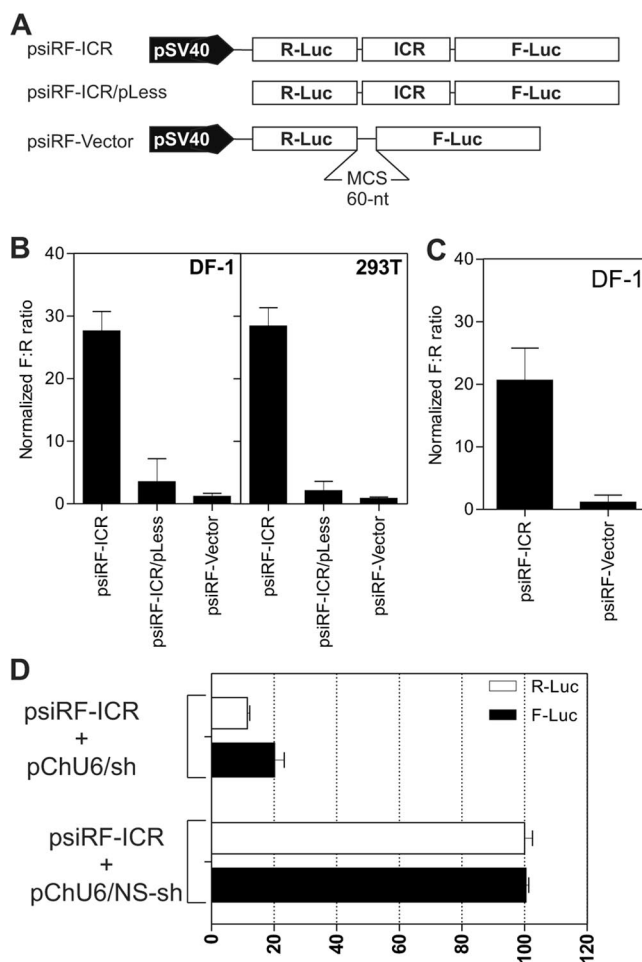 A
psiRF-ICR pSV40 R-Luc ICR F-Luc
psiRF-ICR/pLess R-Luc ICR F-Luc
psiRF-Vector pSV40 R-Luc F-Luc
MCS
60-nt
B
DF-1 293T
Normalized F:R ratio
40
30
20
10
0
psiRF-ICR
psiRF-ICR/pLess
psiRF-Vector
psiRF-ICR
psiRF-ICR/pLess
psiRF-Vector
C
DF-1
Normalized F:R ratio
40
30
20
10
0
psiRF-ICR
psiRF-Vector
D
R-Luc
F-Luc
psiRF-ICR
+
pChU6/sh
psiRF-ICR
+
pChU6/NS-sh
0 20 40 60 80 100 120